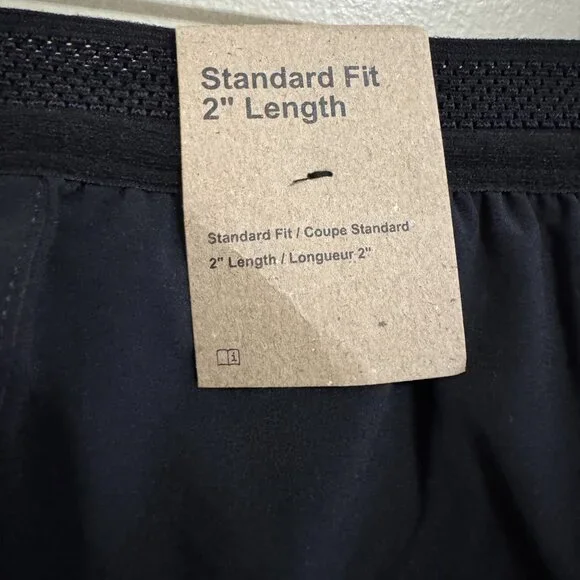 Standard Fit
2" Length
Standard Fit / Coupe Standard
2" Length / Longueur 2"
i